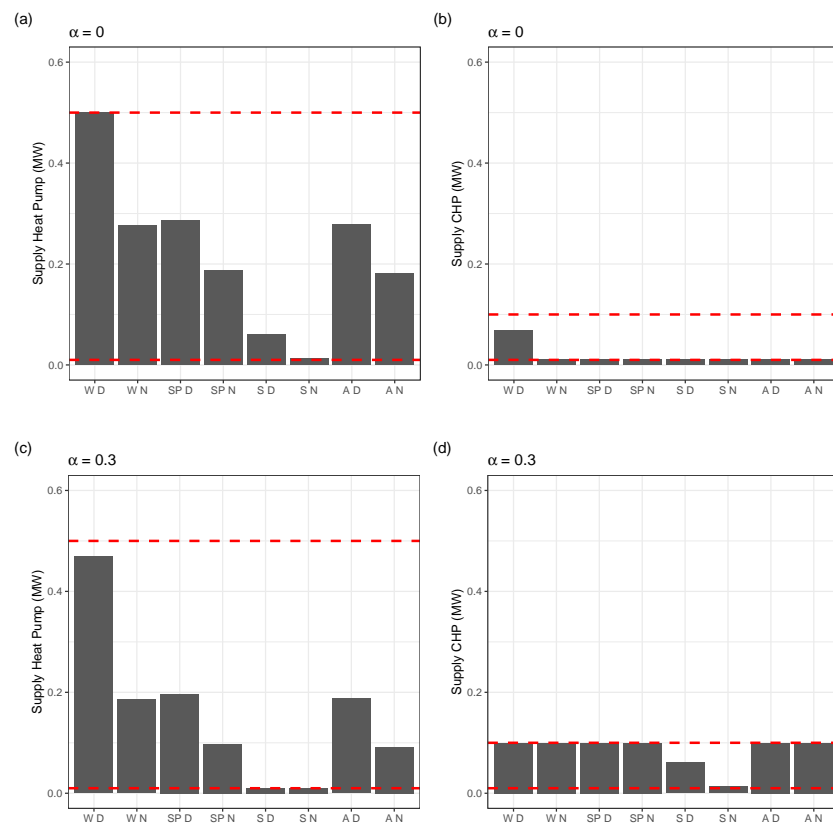 (a)
α = 0
Supply Heat Pump (MW)
0.6
0.4
0.2
0.0
W D W N SP D SP N S D S N A D A N
(b)
α = 0
Supply CHP (MW)
0.6
0.4
0.2
0.0
W D W N SP D SP N S D S N A D A N
(c)
α = 0.3
Supply Heat Pump (MW)
0.6
0.4
0.2
0.0
W D W N SP D SP N S D S N A D A N
(d)
α = 0.3
Supply CHP (MW)
0.6
0.4
0.2
0.0
W D W N SP D SP N S D S N A D A N